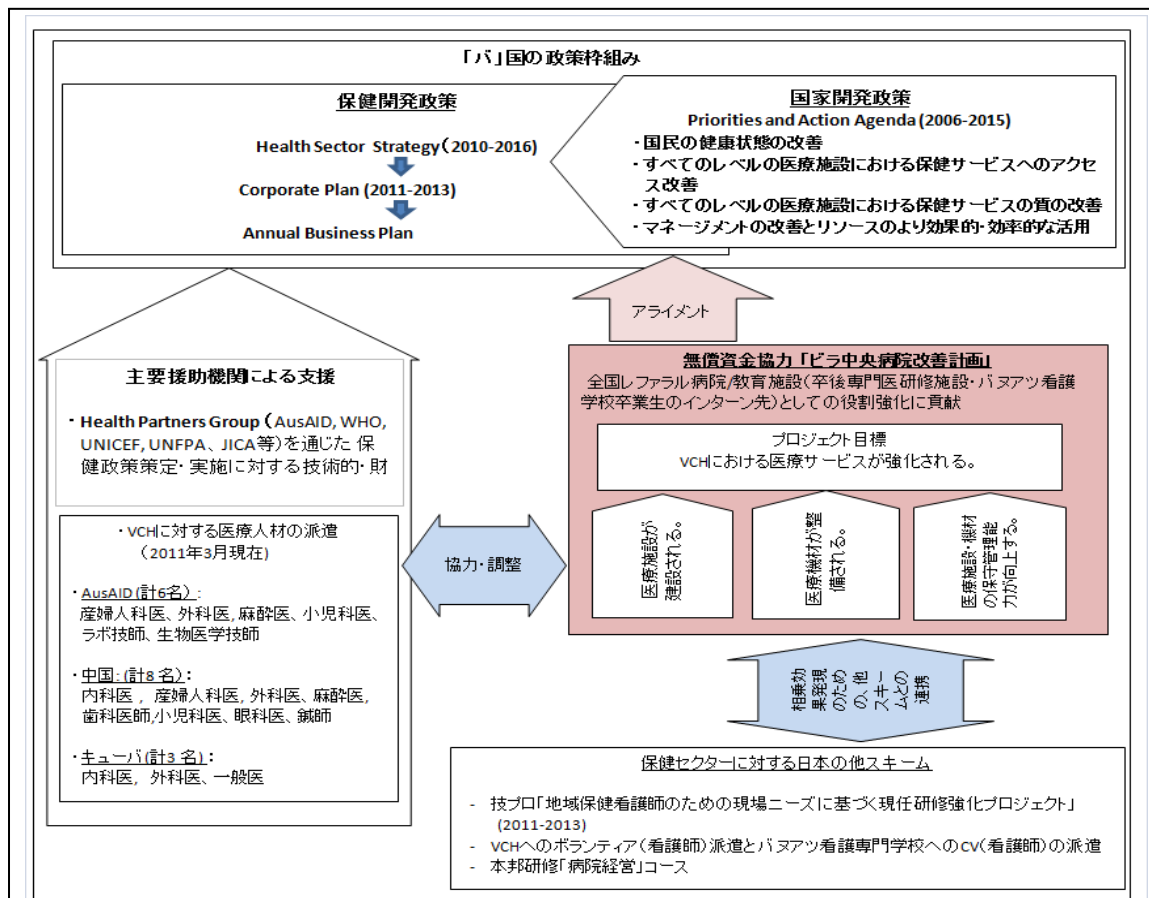 「バ」国の政策枠組み
保健開発政策
Health Sector Strategy(2010-2016)
Corporate Plan (2011-2013)
Annual Business Plan
国家開発政策
Priorities and Action Agenda (2006-2015)
・国民の健康状態の改善
・すべてのレベルの医療施設における保健サービスへのアクセ
ス改善
・すべてのレベルの医療施設における保健サービスの質の改善
・マネージメントの改善とリソースのより効果的・効率的な活用
アライメント
主要援助機関による支援
・Health Partners Group (AusAID, WHO,
UNICEF, UNFPA、JICA等)を通じた 保
健政策策定・実施に対する技術的・財
・VCHに対する医療人材の派遣
(2011年3月現在)
・AusAID (計6名) :
産婦人科医、外科医, 麻酔医、小児科医、
ラボ技師、生物医学技師
・中国: (計8 名) :
内科医 , 産婦人科医, 外科医、麻酔医,
歯科医師,小児科医、眼科医、鍼師
・キューバ (計3 名) :
内科医, 外科医、一般医
協力・調整
無償資金協力「ビラ中央病院改善計画」
全国レファラル病院/教育施設(卒後専門医研修施設・バヌアツ看護
学校卒業生のインターン先)としての役割強化に貢献
プロジェクト目標
VCHにおける医療サービスが強化される。
医療施設が
建設される。
医療機材が整
備される。
医療施設・機材
の保守管理能
力が向上する。
相乗効
果発現
のため
の、他
スキー
ムとの
連携
保健セクターに対する日本の他スキーム
- 技プロ「地域保健看護師のための現場ニーズに基づく現任研修強化プロジェクト」
(2011-2013)
- VCHへのボランティア(看護師)派遣とバヌアツ看護専門学校へのCV(看護師)の派遣
- 本邦研修「病院経営」コース